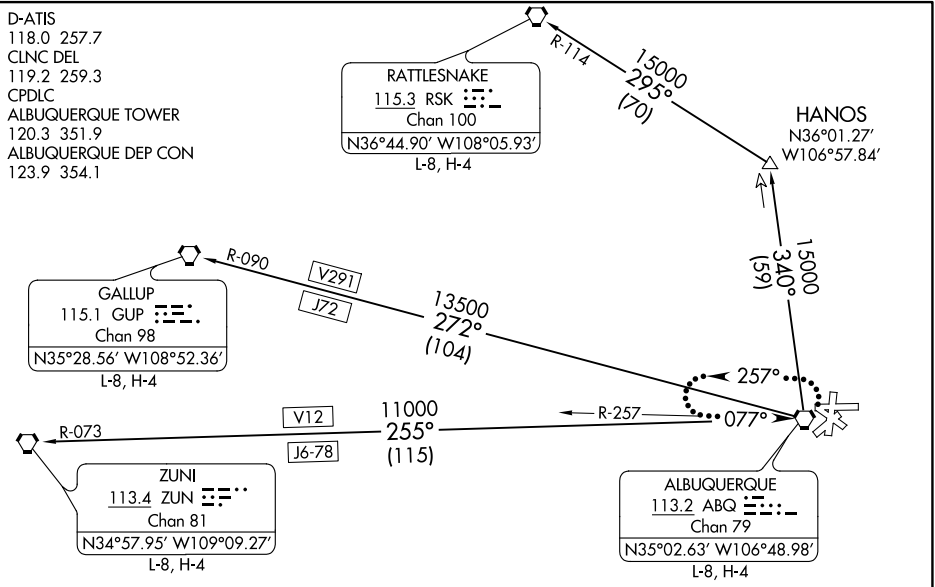 D-ATIS
118.0 257.7
CLNC DEL
119.2 259.3
CPDLC
ALBUQUERQUE TOWER
120.3 351.9
ALBUQUERQUE DEP CON
123.9 354.1
RATTLESNAKE
115.3 RSK
Chan 100
N36°44.90' W108°05.93'
L-8, H-4
R-114
15000
295°
(70)
HANOS
N36°01.27'
W106°57.84'
15000
340°
(59)
GALLUP
115.1 GUP
Chan 98
N35°28.56' W108°52.36'
L-8, H-4
R-090
V291
J72
13500
272°
(104)
257°
077°
R-257
R-073
V12
J6-78
11000
255°
(115)
ZUNI
113.4 ZUN
Chan 81
N34°57.95' W109°09.27'
L-8, H-4
ALBUQUERQUE
113.2 ABQ
Chan 79
N35°02.63' W106°48.98'
L-8, H-4